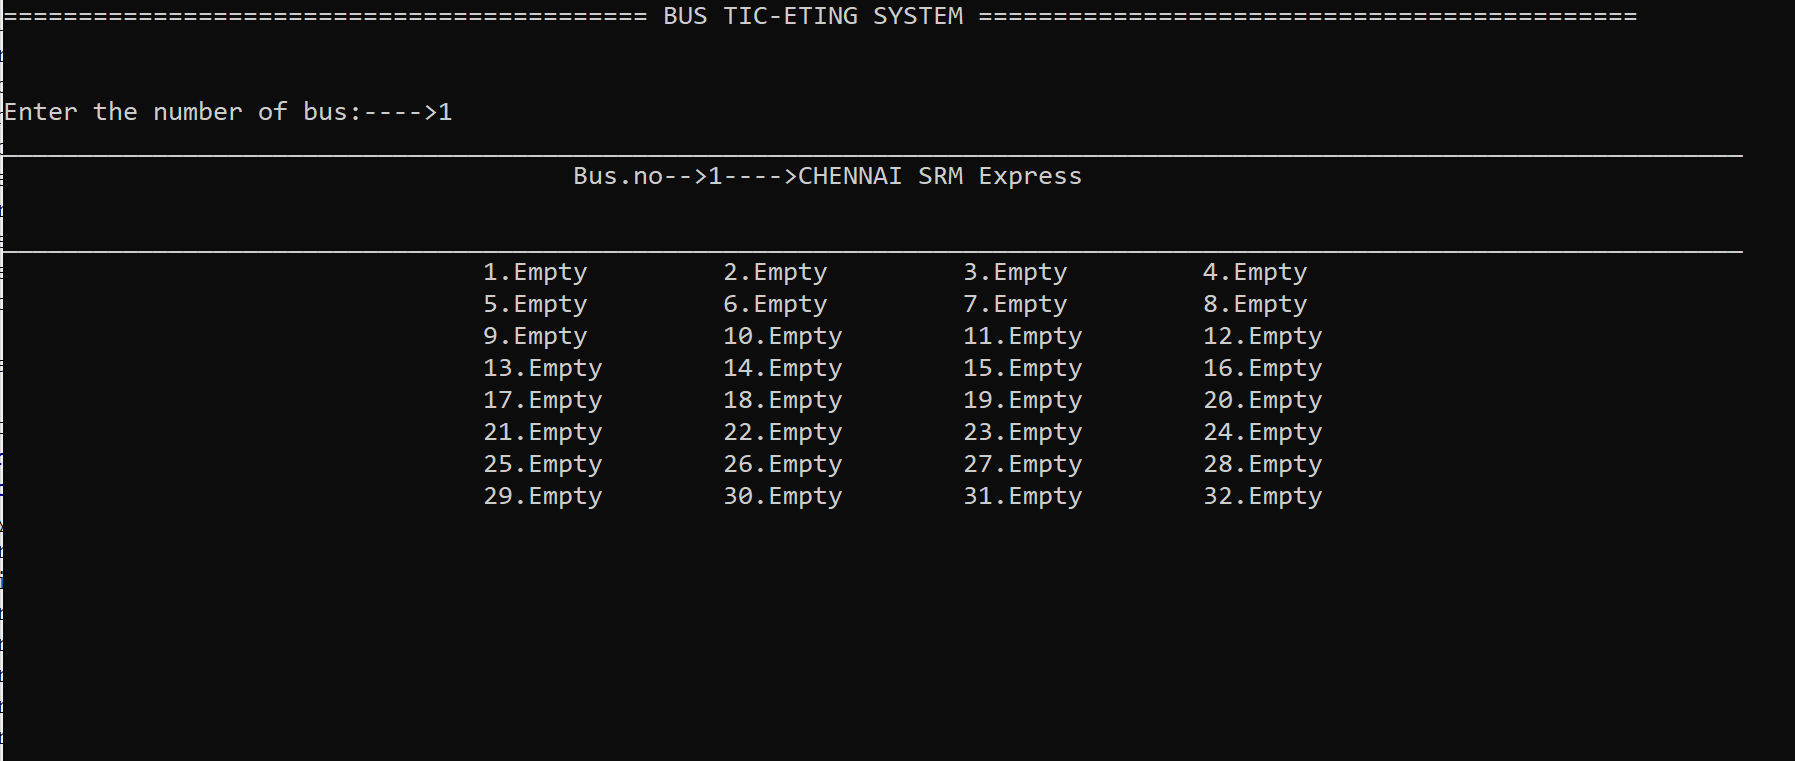 =========================================== BUS TIC-ETING SYSTEM ============================================
Enter the number of bus:---->1
Bus.no-->1---->CHENNAI SRM Express
1.Empty 2.Empty 3.Empty 4.Empty
5.Empty 6.Empty 7.Empty 8.Empty
9.Empty 10.Empty 11.Empty 12.Empty
13.Empty 14.Empty 15.Empty 16.Empty
17.Empty 18.Empty 19.Empty 20.Empty
21.Empty 22.Empty 23.Empty 24.Empty
25.Empty 26.Empty 27.Empty 28.Empty
29.Empty 30.Empty 31.Empty 32.Empty